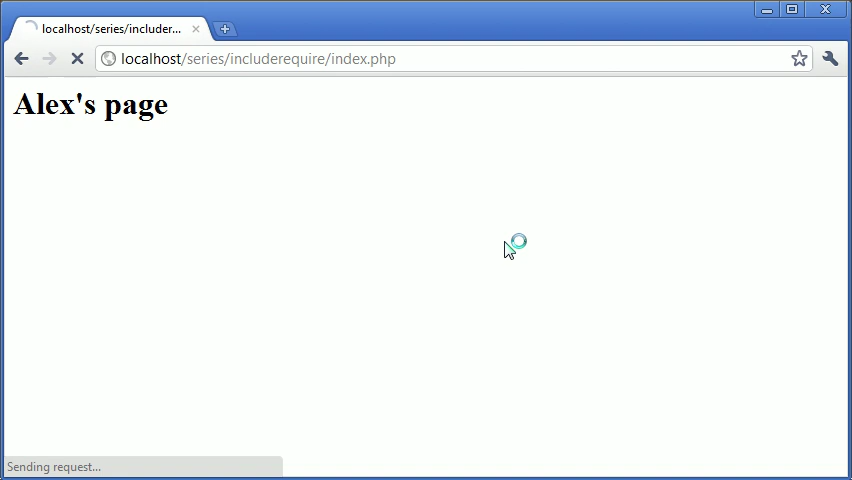 localhost/series/includer...
localhost/series/includerequire/index.php
Alex's page
Sending request...